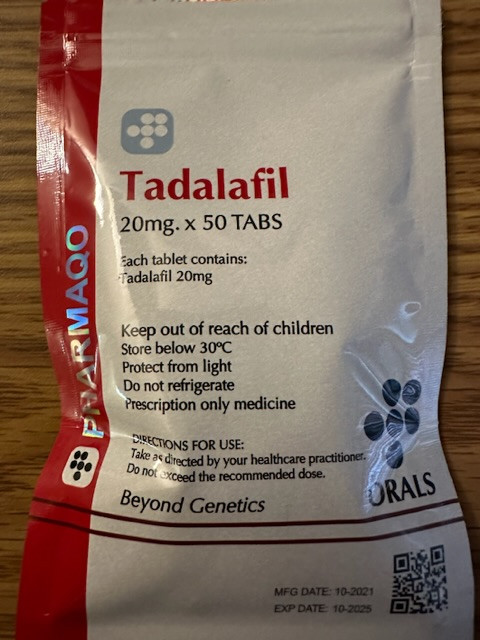 Tadalafil
20mg. x 50 TABS
Each tablet contains:
Tadalafil 20mg
Keep out of reach of children
Store below 30ºC
Protect from light
Do not refrigerate
Prescription only medicine
DIRECTIONS FOR USE:
Take as directed by your healthcare practitioner.
Do not exceed the recommended dose.
Beyond Genetics
PHARMAQO
ORALS
MFG DATE: 10-2021
EXP DATE: 10-2025